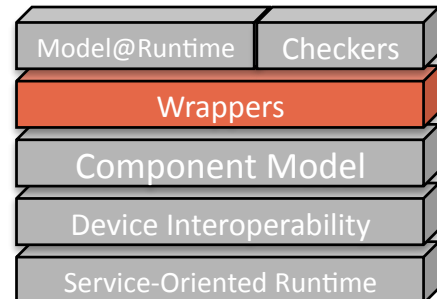 Model@Runtime Checkers
Wrappers
Component Model
Device Interoperability
Service-Oriented Runtime